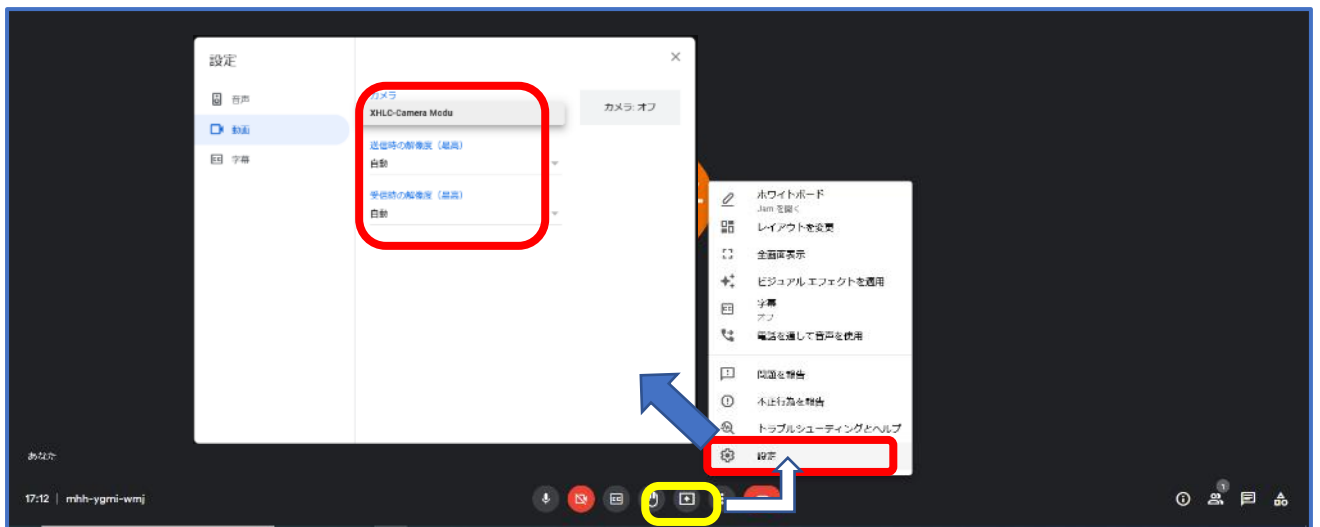 設定
音声
動画
字幕
カメラ
XHLC-Camera Modu
送信時の解像度（最高）
自動
受信時の解像度（最高）
自動
カメラ: オフ
ホワイトボード
Jam を開く
レイアウトを変更
全画面表示
ビジュアル エフェクトを適用
字幕
オフ
電話を通して音声を使用
問題を報告
不正行為を報告
トラブルシューティングとヘルプ
設定
あなた
17:12 | mhh-ygmi-wmj
1